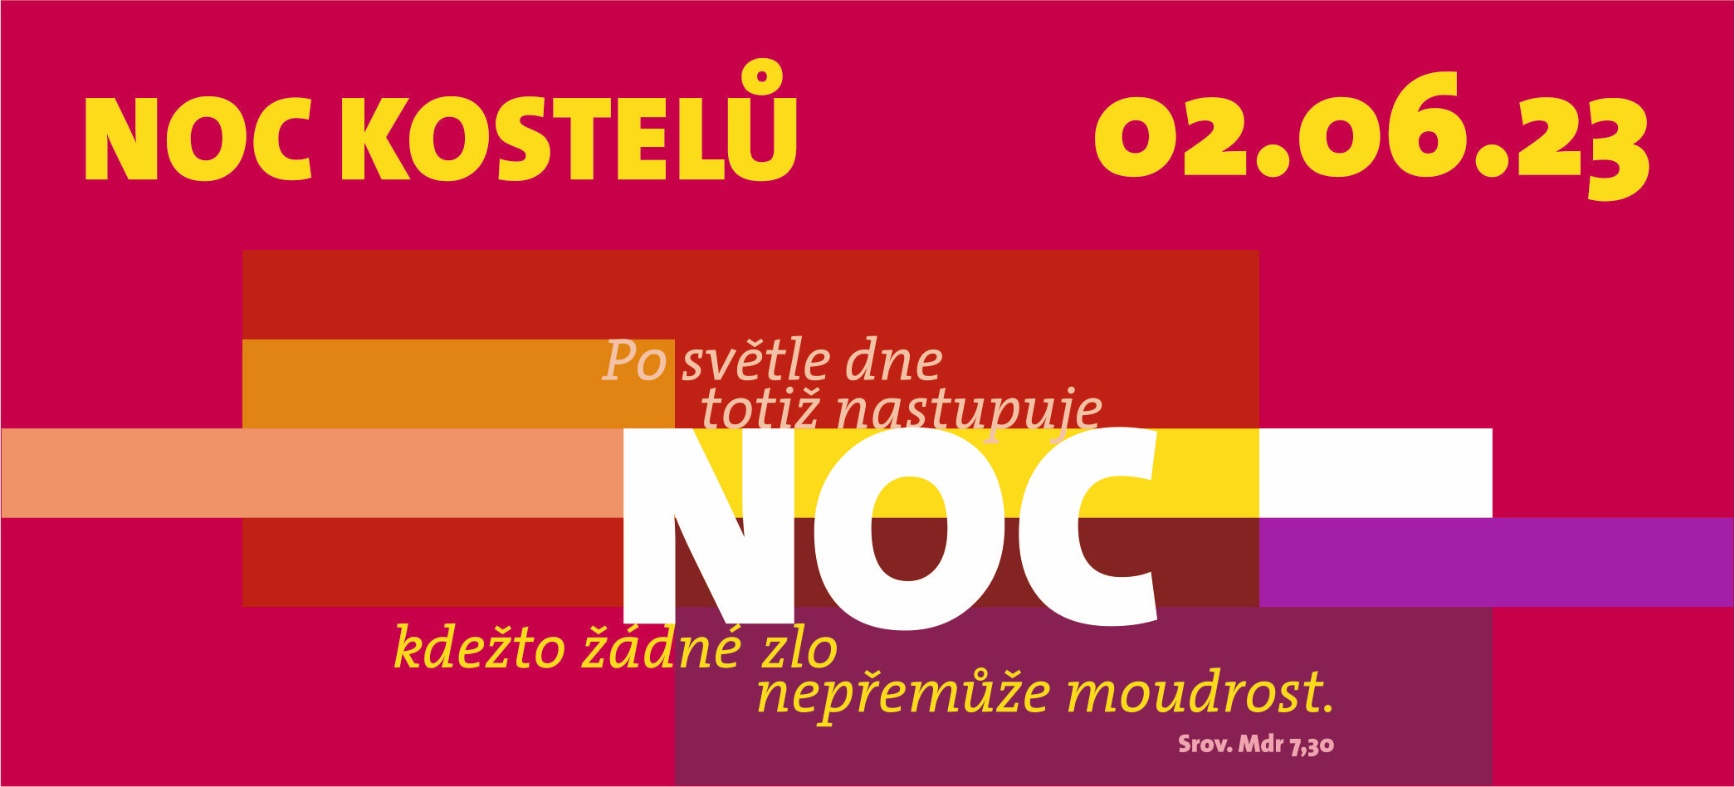 NOC KOSTELŮ
02.06.23
Po světle dne
totiž nastupuje
NOC
kdežto žádné zlo
nepřemůže moudrost.
Srov. Mdr 7,30